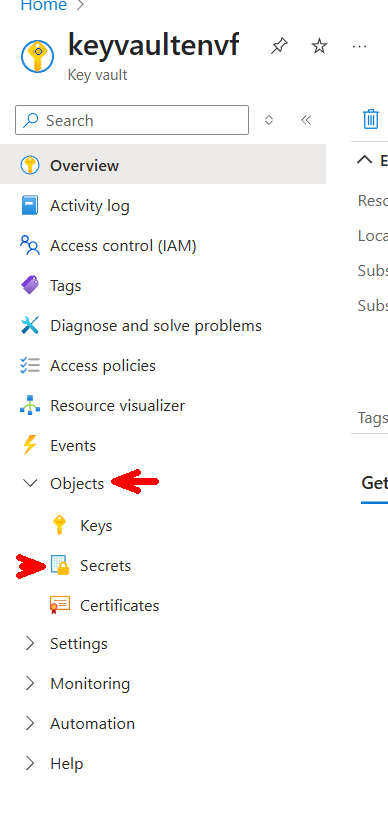 Home
keyvaultenvf
Key vault
Search
Overview
Activity log
Access control (IAM)
Tags
Diagnose and solve problems
Access policies
Resource visualizer
Events
Objects
Keys
Secrets
Certificates
Settings
Monitoring
Automation
Help
E
Reso
Loca
Subs
Subs
Tags
Get